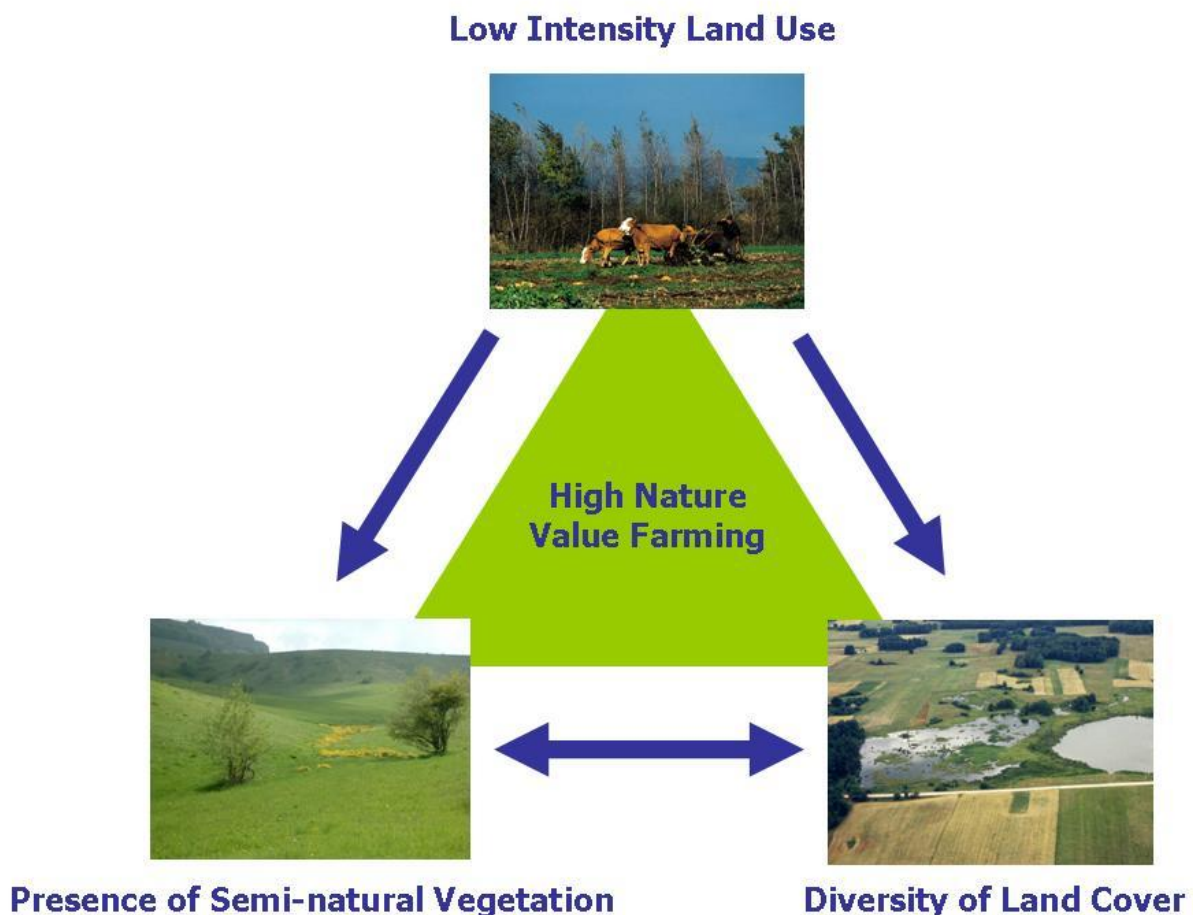 Low Intensity Land Use
High Nature
Value Farming
Presence of Semi-natural Vegetation
Diversity of Land Cover